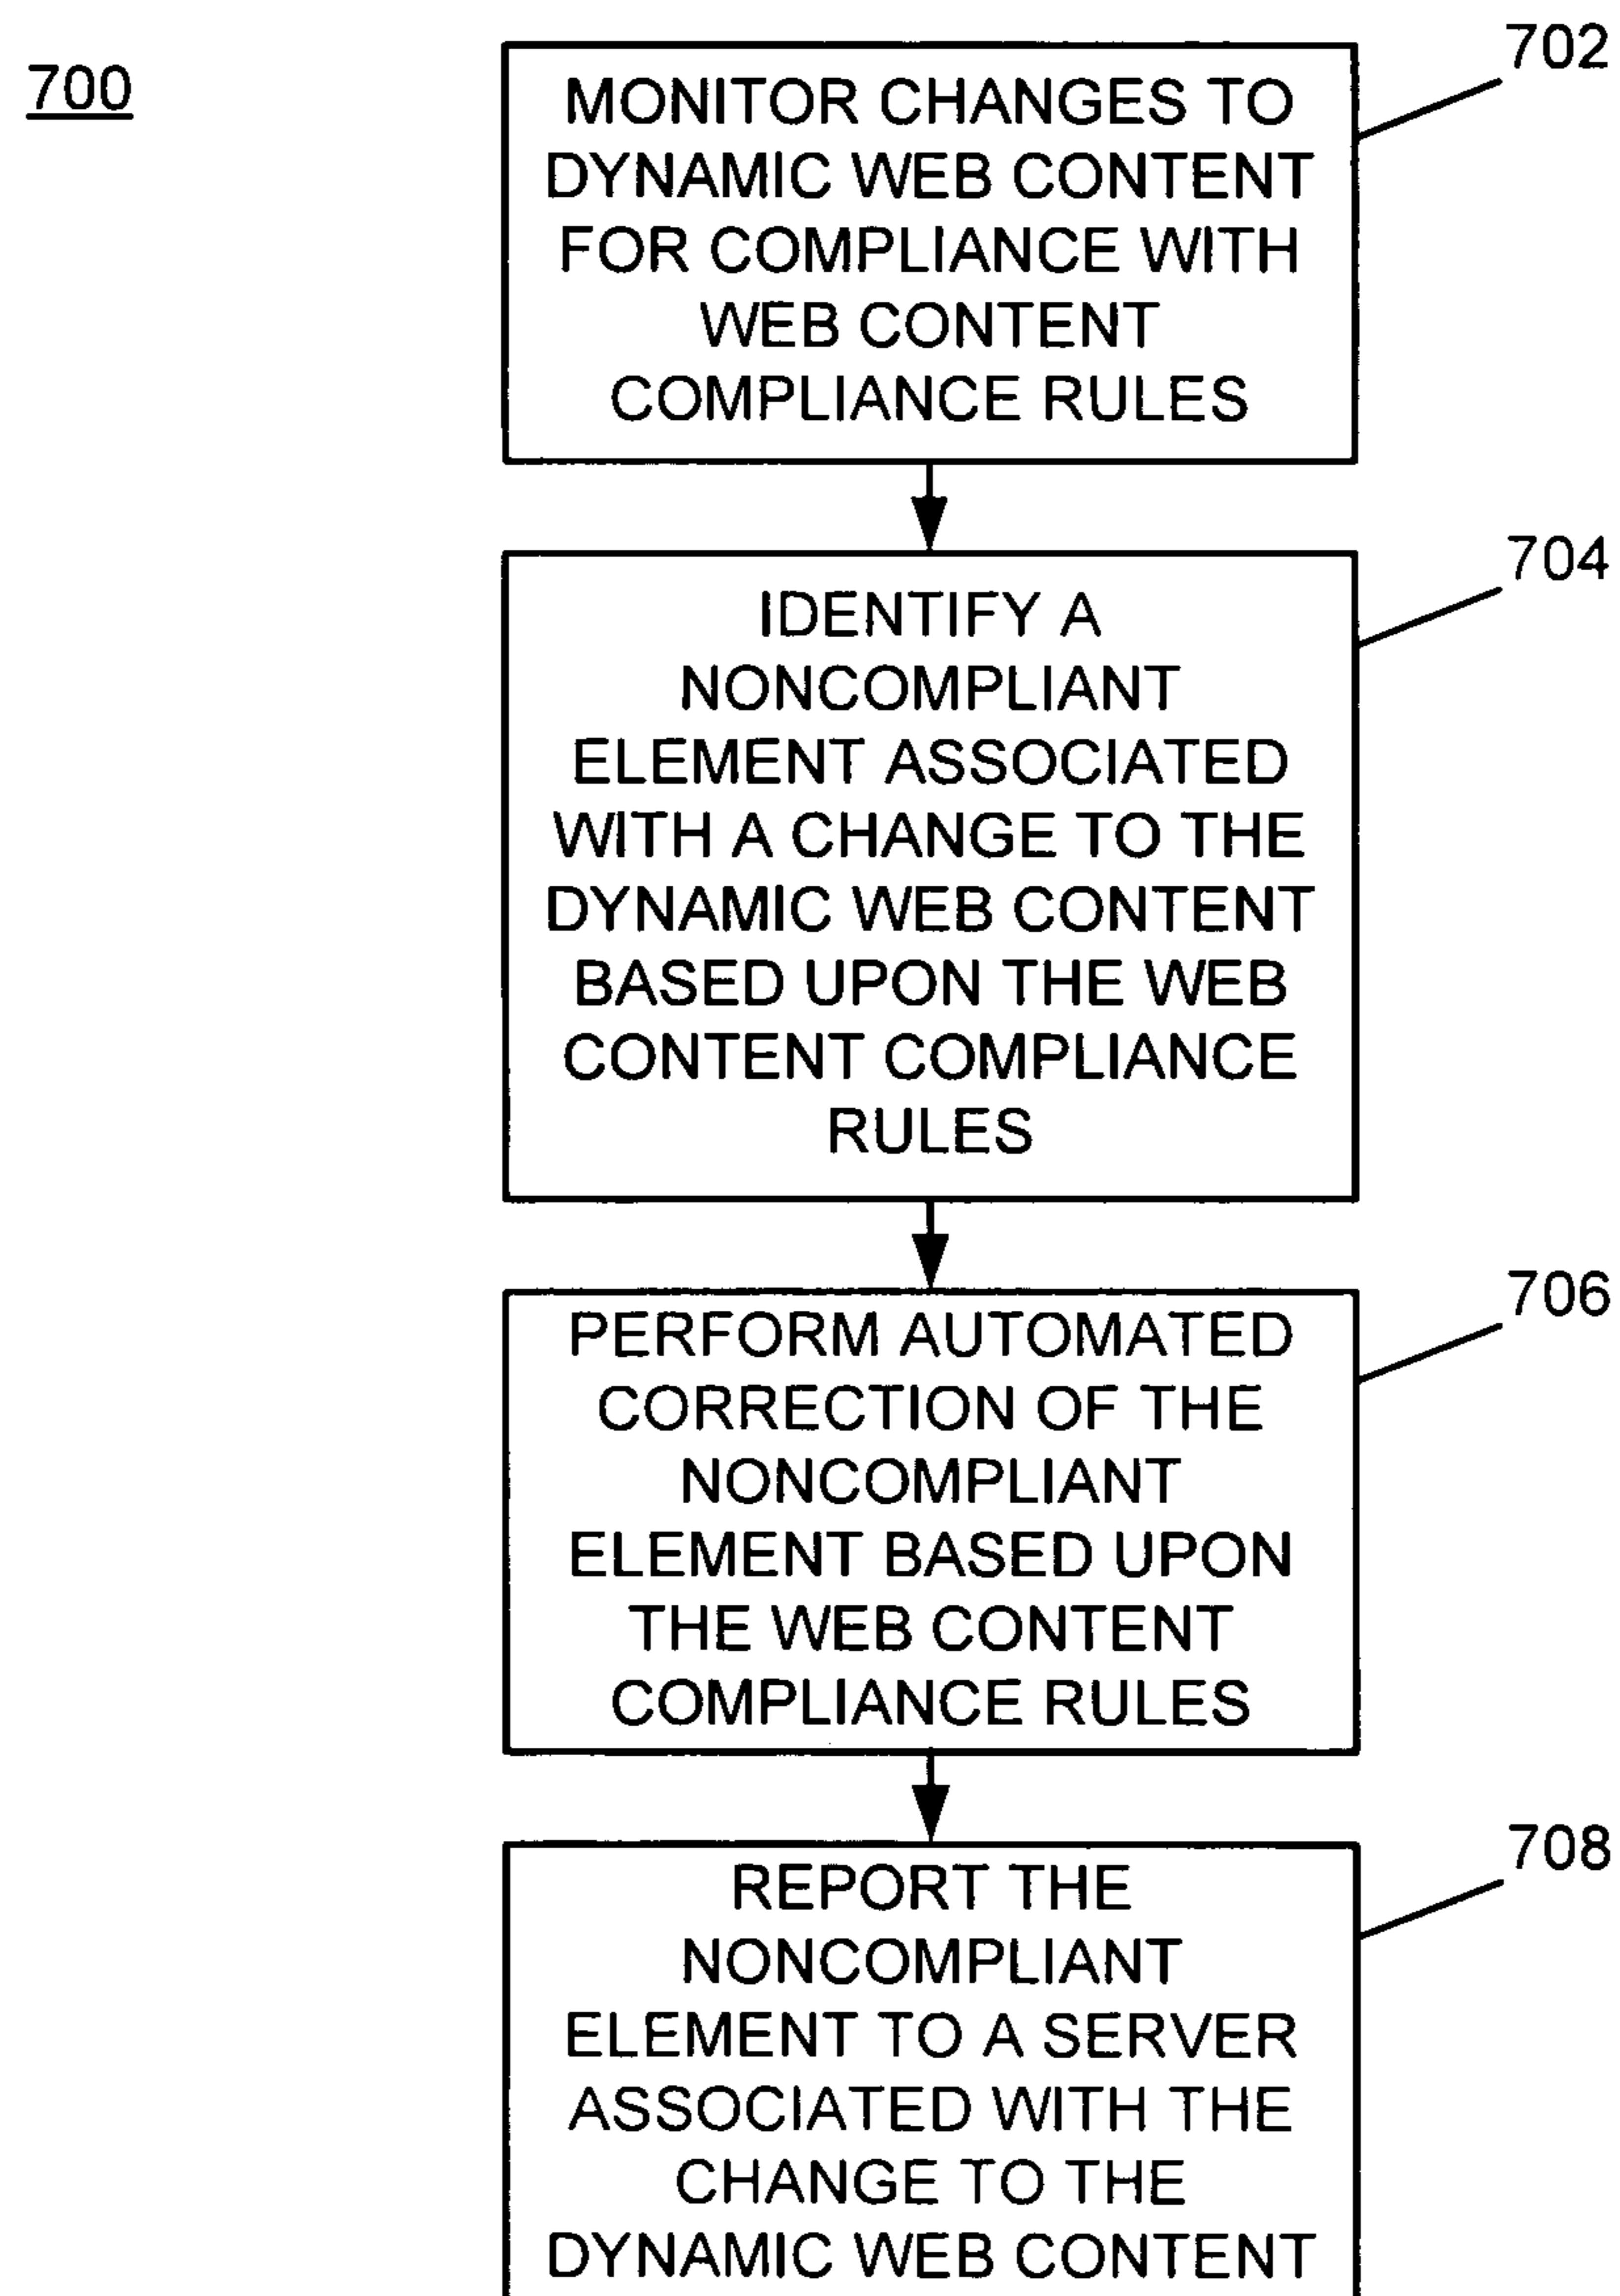 700
702
MONITOR CHANGES TO
DYNAMIC WEB CONTENT
FOR COMPLIANCE WITH
WEB CONTENT
COMPLIANCE RULES
704
IDENTIFY A
NONCOMPLIANT
ELEMENT ASSOCIATED
WITH A CHANGE TO THE
DYNAMIC WEB CONTENT
BASED UPON THE WEB
CONTENT COMPLIANCE
RULES
706
PERFORM AUTOMATED
CORRECTION OF THE
NONCOMPLIANT
ELEMENT BASED UPON
THE WEB CONTENT
COMPLIANCE RULES
708
REPORT THE
NONCOMPLIANT
ELEMENT TO A SERVER
ASSOCIATED WITH THE
CHANGE TO THE
DYNAMIC WEB CONTENT